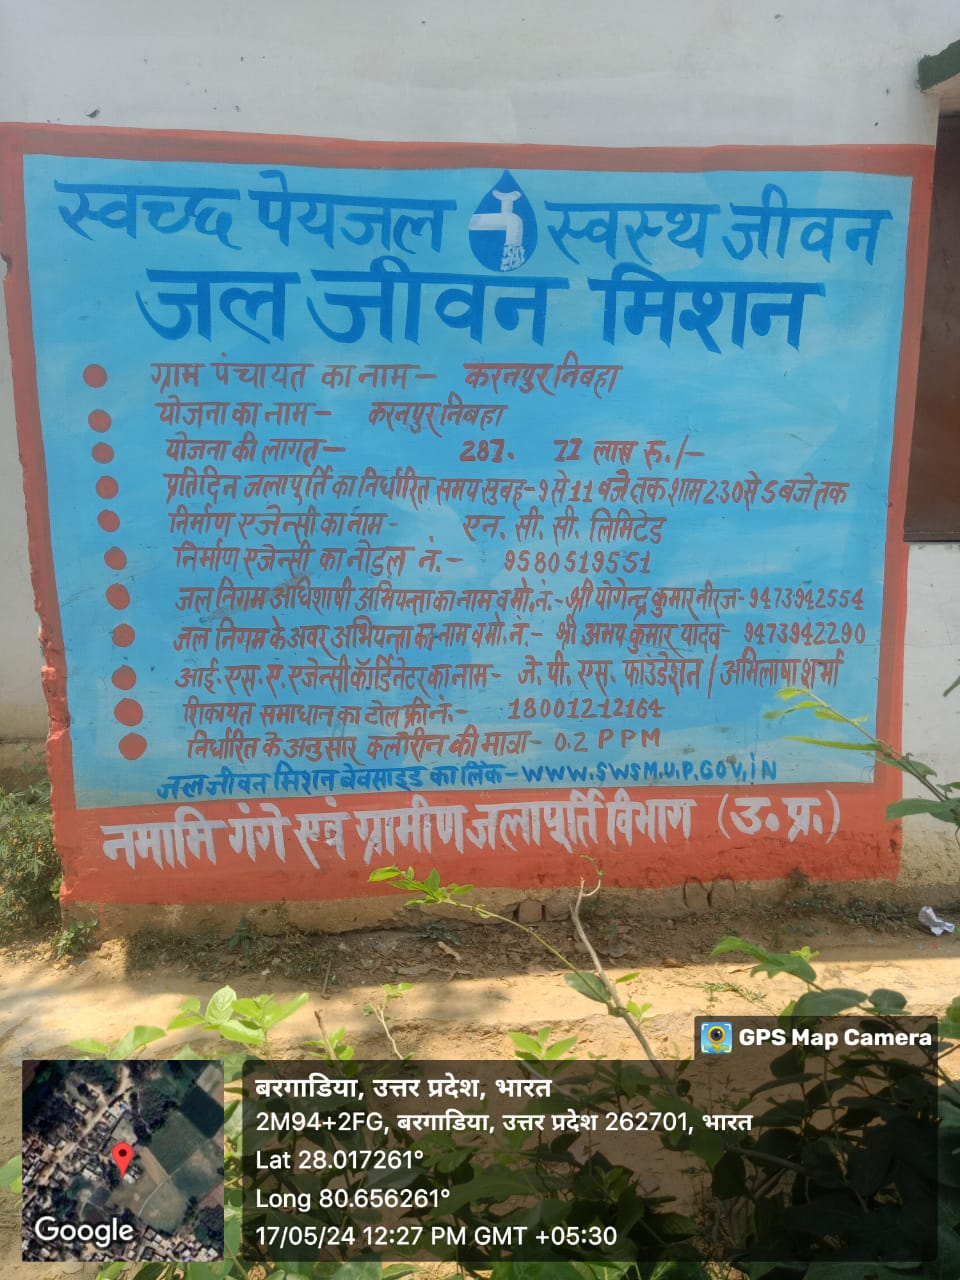 स्वच्छ पेयजल स्वस्थ जीवन
जल जीवन मिशन
ग्राम पंचायत का नाम – करनपुर निबहा
योजना का नाम – करनपुर निबहा
योजना की लागत – 287. 77 लाख रु. /-
प्रतिदिन जलापूर्ति का निर्धारित समय सुबह - 9 से 11 बजे तक शाम 2.30 से 5 बजे तक
निर्माण एजेन्सी का नाम - एन. सी. सी. लिमिटेड
निर्माण एजेन्सी का नोडल नं. - 9580519551
जल निगम अधिशाषी अभियन्ता का नाम व मो. नं. - श्री योगेन्द्र कुमार नीरज - 9473942554
जल निगम के अवर अभियन्ता का नाम व मो. नं. - श्री अभय कुमार यादव - 9473942290
आई. एस. ए. एजेन्सी कॉर्डिनेटर का नाम - जे. पी. एस. फाउंडेशन / अभिलाषा शर्मा
शिकायत समाधान का टोल फ्री नं. - 18001212164
निर्धारित के अनुसार कलोरीन की मात्रा - 0.2 PPM
जल जीवन मिशन बेवसाइड का लिंक - WWW.SWSM.U.P.GOV.IN
नमामि गंगे एवं ग्रामीण जलापूर्ति विभाग (उ. प्र.)
GPS Map Camera
बरगाडिया, उत्तर प्रदेश, भारत
2M94+2FG, बरगाडिया, उत्तर प्रदेश 262701, भारत
Lat 28.017261°
Long 80.656261°
17/05/24 12:27 PM GMT +05:30
Google